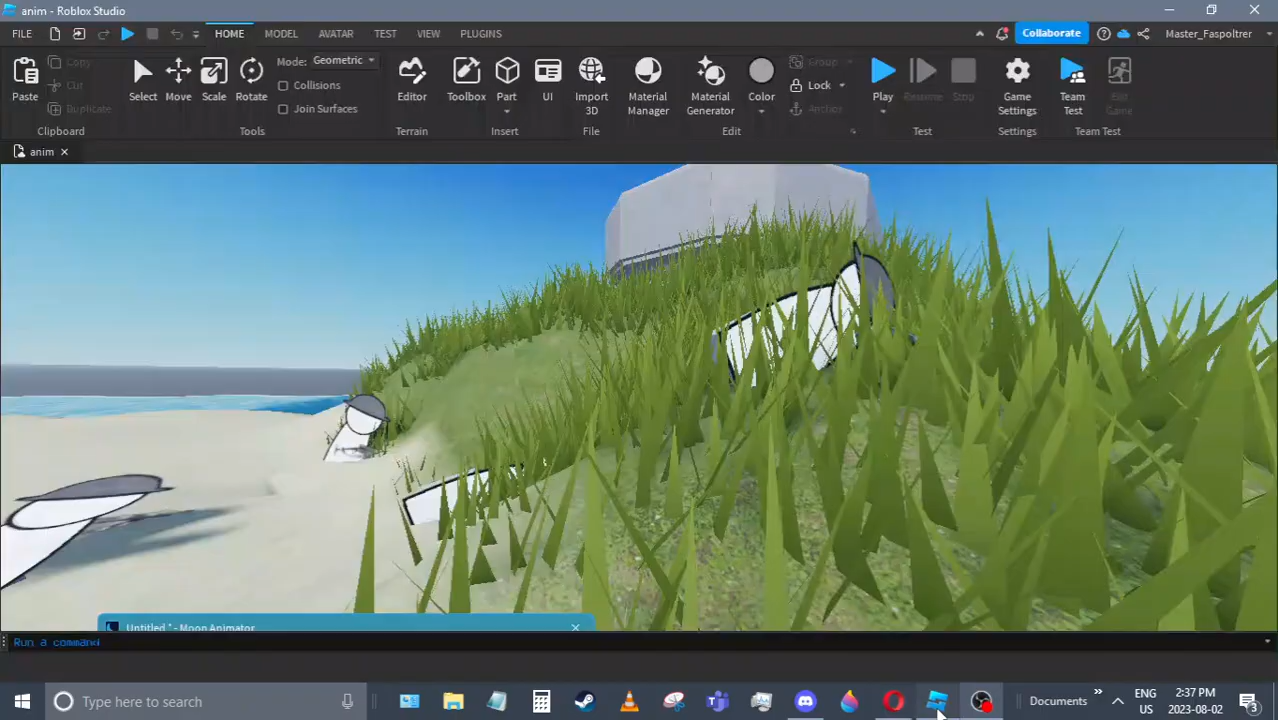 anim - Roblox Studio
FILE HOME MODEL AVATAR TEST VIEW PLUGINS Collaborate Master_Faspoltrer
Copy Mode: Geometric Group
Cut Collisions Lock
Paste Duplicate Select Move Scale Rotate Join Surfaces Editor Toolbox Part UI Import 3D Material Manager Material Generator Color Anchor Play Resume Stop Game Settings Team Test Exit Game
Clipboard Tools Terrain Insert File Edit Test Settings Team Test
anim
Untitled * - Moon Animator
Run a command
Type here to search Documents ENG US 2:37 PM 2023-08-02 3